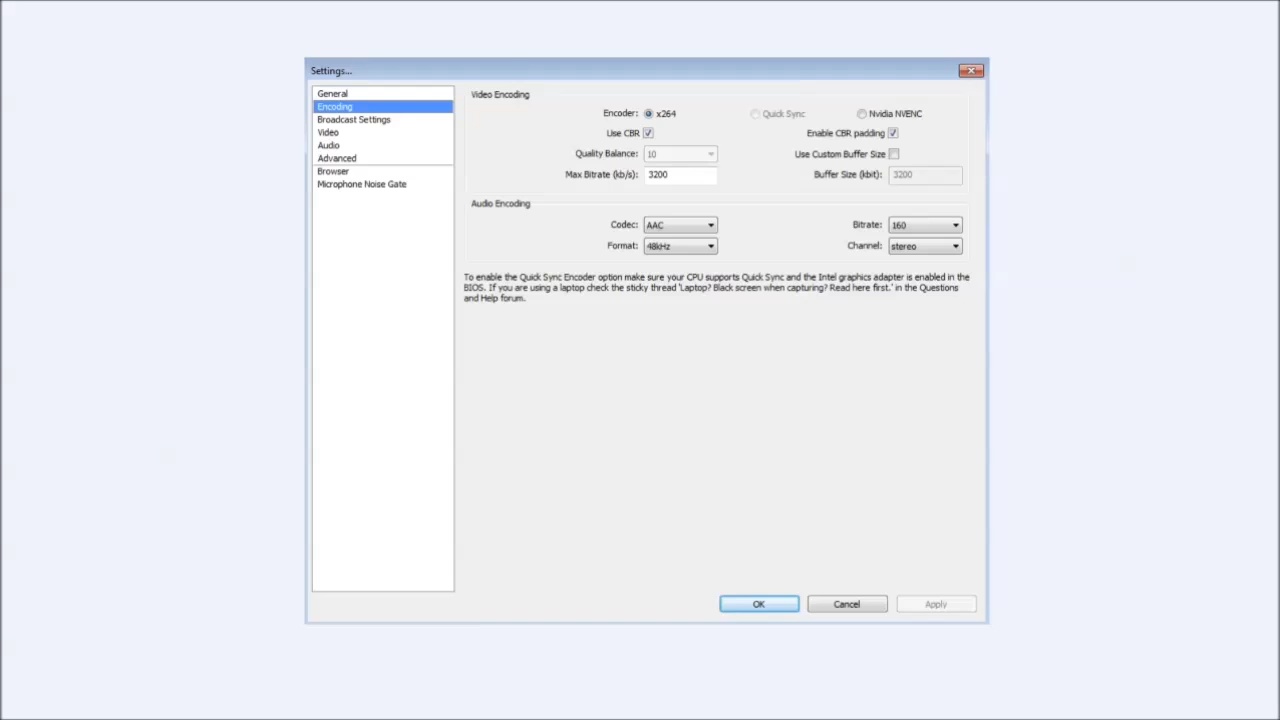 Settings...
General
Encoding
Broadcast Settings
Video
Audio
Advanced
Browser
Microphone Noise Gate
Video Encoding
Encoder: x264 Quick Sync Nvidia NVENC
Use CBR Enable CBR padding
Quality Balance: 10 Use Custom Buffer Size
Max Bitrate (kb/s): 3200 Buffer Size (kbit): 3200
Audio Encoding
Codec: AAC Bitrate: 160
Format: 48kHz Channel: stereo
To enable the Quick Sync Encoder option make sure your CPU supports Quick Sync and the Intel graphics adapter is enabled in the
BIOS. If you are using a laptop check the sticky thread 'Laptop? Black screen when capturing? Read here first.' in the Questions
and Help forum.
OK Cancel Apply